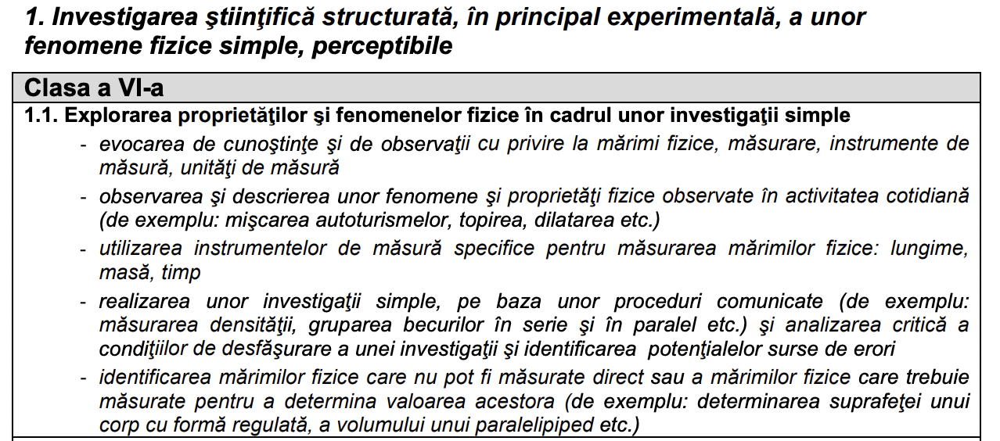 1. Investigarea ştiinţifică structurată, în principal experimentală, a unor
fenomene fizice simple, perceptibile
Clasa a VI-a
1.1. Explorarea proprietăţilor şi fenomenelor fizice în cadrul unor investigaţii simple
- evocarea de cunoştinţe şi de observaţii cu privire la mărimi fizice, măsurare, instrumente de
măsură, unităţi de măsură
- observarea şi descrierea unor fenomene şi proprietăţi fizice observate în activitatea cotidiană
(de exemplu: mişcarea autoturismelor, topirea, dilatarea etc.)
- utilizarea instrumentelor de măsură specifice pentru măsurarea mărimilor fizice: lungime,
masă, timp
- realizarea unor investigaţii simple, pe baza unor proceduri comunicate (de exemplu:
măsurarea densităţii, gruparea becurilor în serie şi în paralel etc.) şi analizarea critică a
condiţiilor de desfăşurare a unei investigaţii şi identificarea potenţialelor surse de erori
- identificarea mărimilor fizice care nu pot fi măsurate direct sau a mărimilor fizice care trebuie
măsurate pentru a determina valoarea acestora (de exemplu: determinarea suprafeţei unui
corp cu formă regulată, a volumului unui paralelipiped etc.)